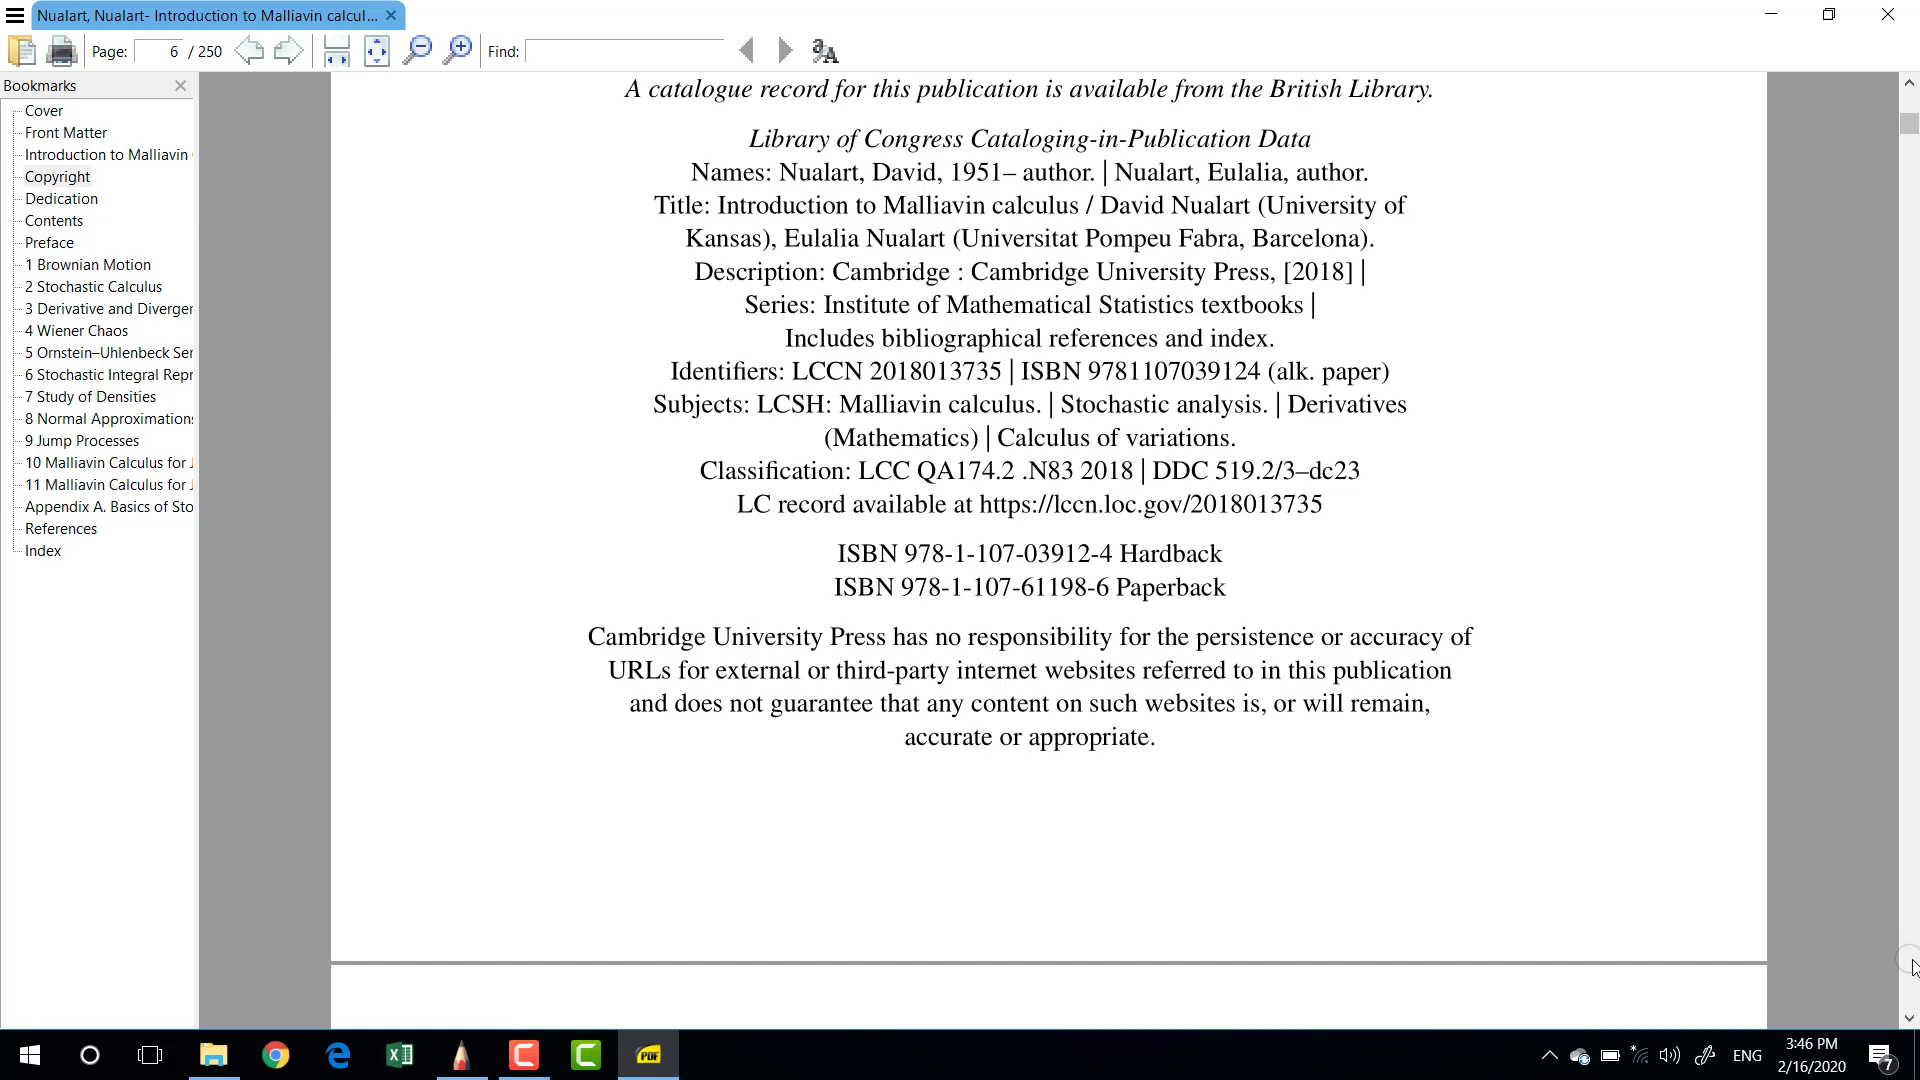 Nualart, Nualart- Introduction to Malliavin calcul...
Page: 6 / 250
Find:
Bookmarks
Cover
Front Matter
Introduction to Malliavin
Copyright
Dedication
Contents
Preface
1 Brownian Motion
2 Stochastic Calculus
3 Derivative and Diverger
4 Wiener Chaos
5 Ornstein–Uhlenbeck Ser
6 Stochastic Integral Repr
7 Study of Densities
8 Normal Approximations
9 Jump Processes
10 Malliavin Calculus for J
11 Malliavin Calculus for J
Appendix A. Basics of Sto
References
Index
A catalogue record for this publication is available from the British Library.
Library of Congress Cataloging-in-Publication Data
Names: Nualart, David, 1951– author. | Nualart, Eulalia, author.
Title: Introduction to Malliavin calculus / David Nualart (University of
Kansas), Eulalia Nualart (Universitat Pompeu Fabra, Barcelona).
Description: Cambridge : Cambridge University Press, [2018] |
Series: Institute of Mathematical Statistics textbooks |
Includes bibliographical references and index.
Identifiers: LCCN 2018013735 | ISBN 9781107039124 (alk. paper)
Subjects: LCSH: Malliavin calculus. | Stochastic analysis. | Derivatives
(Mathematics) | Calculus of variations.
Classification: LCC QA174.2 .N83 2018 | DDC 519.2/3–dc23
LC record available at https://lccn.loc.gov/2018013735
ISBN 978-1-107-03912-4 Hardback
ISBN 978-1-107-61198-6 Paperback
Cambridge University Press has no responsibility for the persistence or accuracy of
URLs for external or third-party internet websites referred to in this publication
and does not guarantee that any content on such websites is, or will remain,
accurate or appropriate.
PDF
ENG
3:46 PM
2/16/2020
7